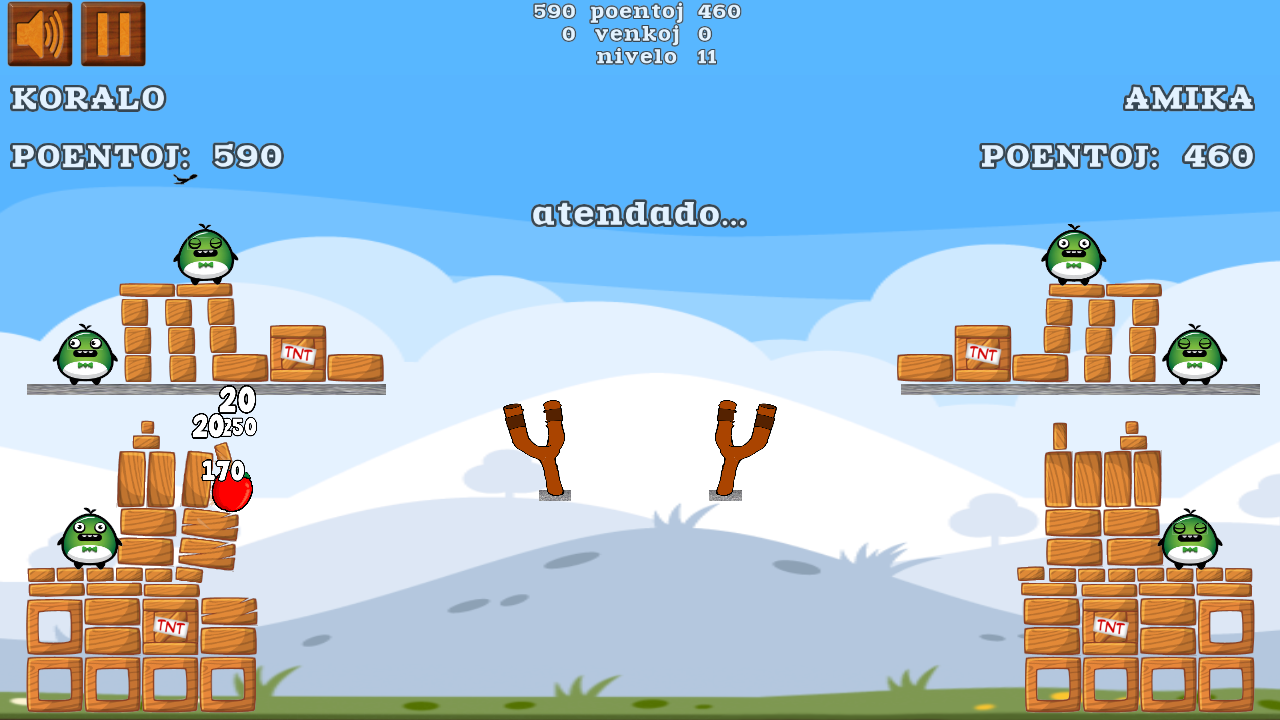 590 poentoj 460
0 venkoj 0
nivelo 11
KORALO
AMIKA
POENTOJ: 590
POENTOJ: 460
atendado...
TNT
TNT
20
20
250
170
TNT
TNT